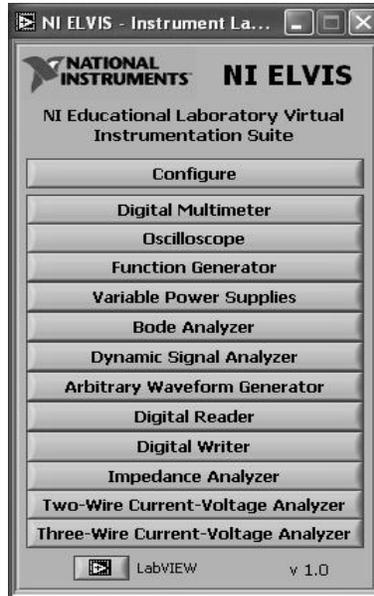 NI ELVIS - Instrument La...
NATIONAL
INSTRUMENTS
NI ELVIS
NI Educational Laboratory Virtual
Instrumentation Suite
Configure
Digital Multimeter
Oscilloscope
Function Generator
Variable Power Supplies
Bode Analyzer
Dynamic Signal Analyzer
Arbitrary Waveform Generator
Digital Reader
Digital Writer
Impedance Analyzer
Two-Wire Current-Voltage Analyzer
Three-Wire Current-Voltage Analyzer
LabVIEW v 1.0